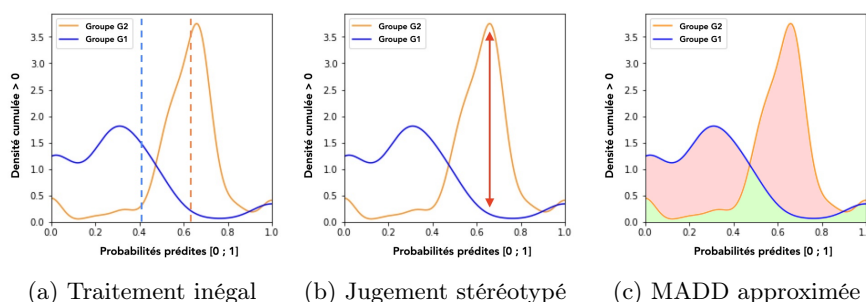 Groupe G2
Groupe G1
Densité cumulée > 0
3.5
3.0
2.5
2.0
1.5
1.0
0.5
0.0
0.0 0.2 0.4 0.6 0.8 1.0
Probabilités prédites [0 ; 1]
(a) Traitement inégal
Groupe G2
Groupe G1
Densité cumulée > 0
3.5
3.0
2.5
2.0
1.5
1.0
0.5
0.0
0.0 0.2 0.4 0.6 0.8 1.0
Probabilités prédites [0 ; 1]
(b) Jugement stéréotypé
Groupe G2
Groupe G1
Densité cumulée > 0
3.5
3.0
2.5
2.0
1.5
1.0
0.5
0.0
0.0 0.2 0.4 0.6 0.8 1.0
Probabilités prédites [0 ; 1]
(c) MADD approximée